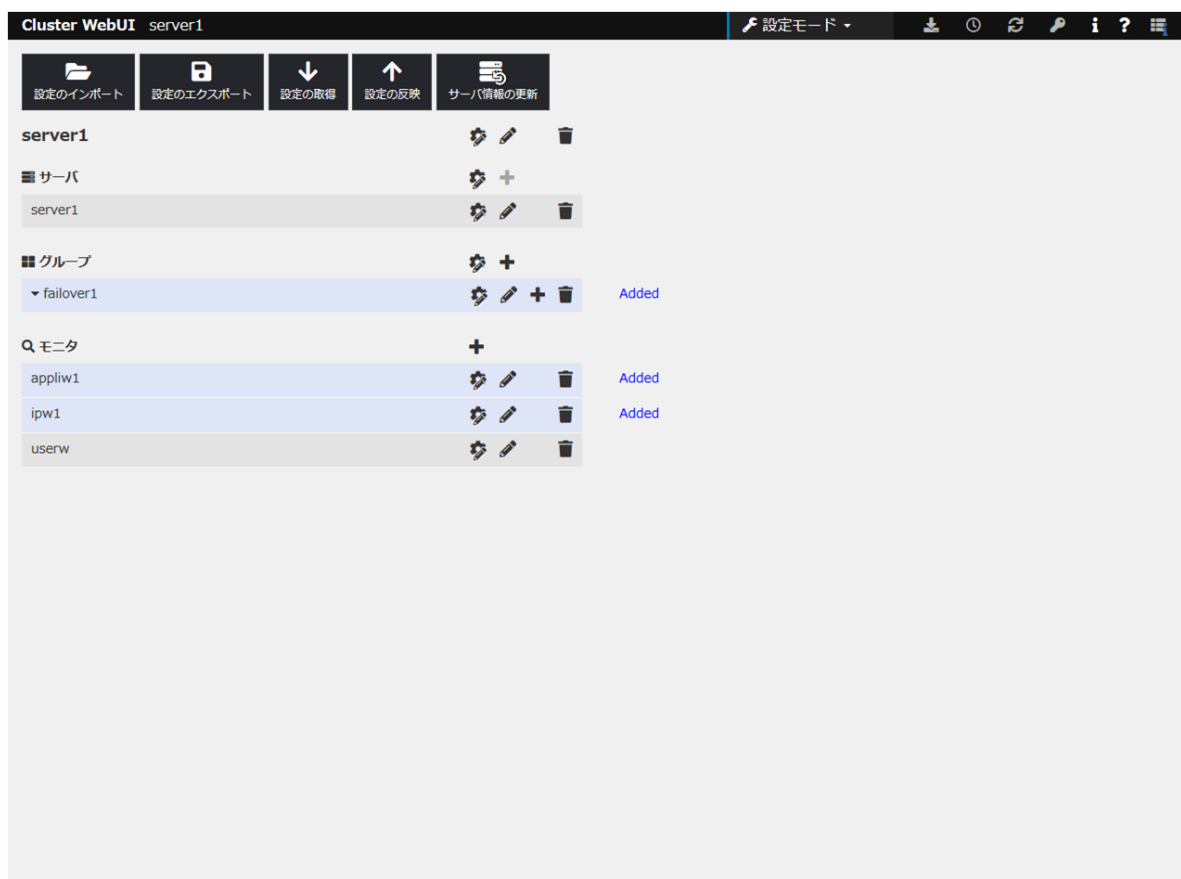 Cluster WebUI server1 設定モード
設定のインポート 設定のエクスポート 設定の取得 設定の反映 サーバ情報の更新
server1
サーバ
server1
グループ
failover1 Added
モニタ
appliw1 Added
ipw1 Added
userw